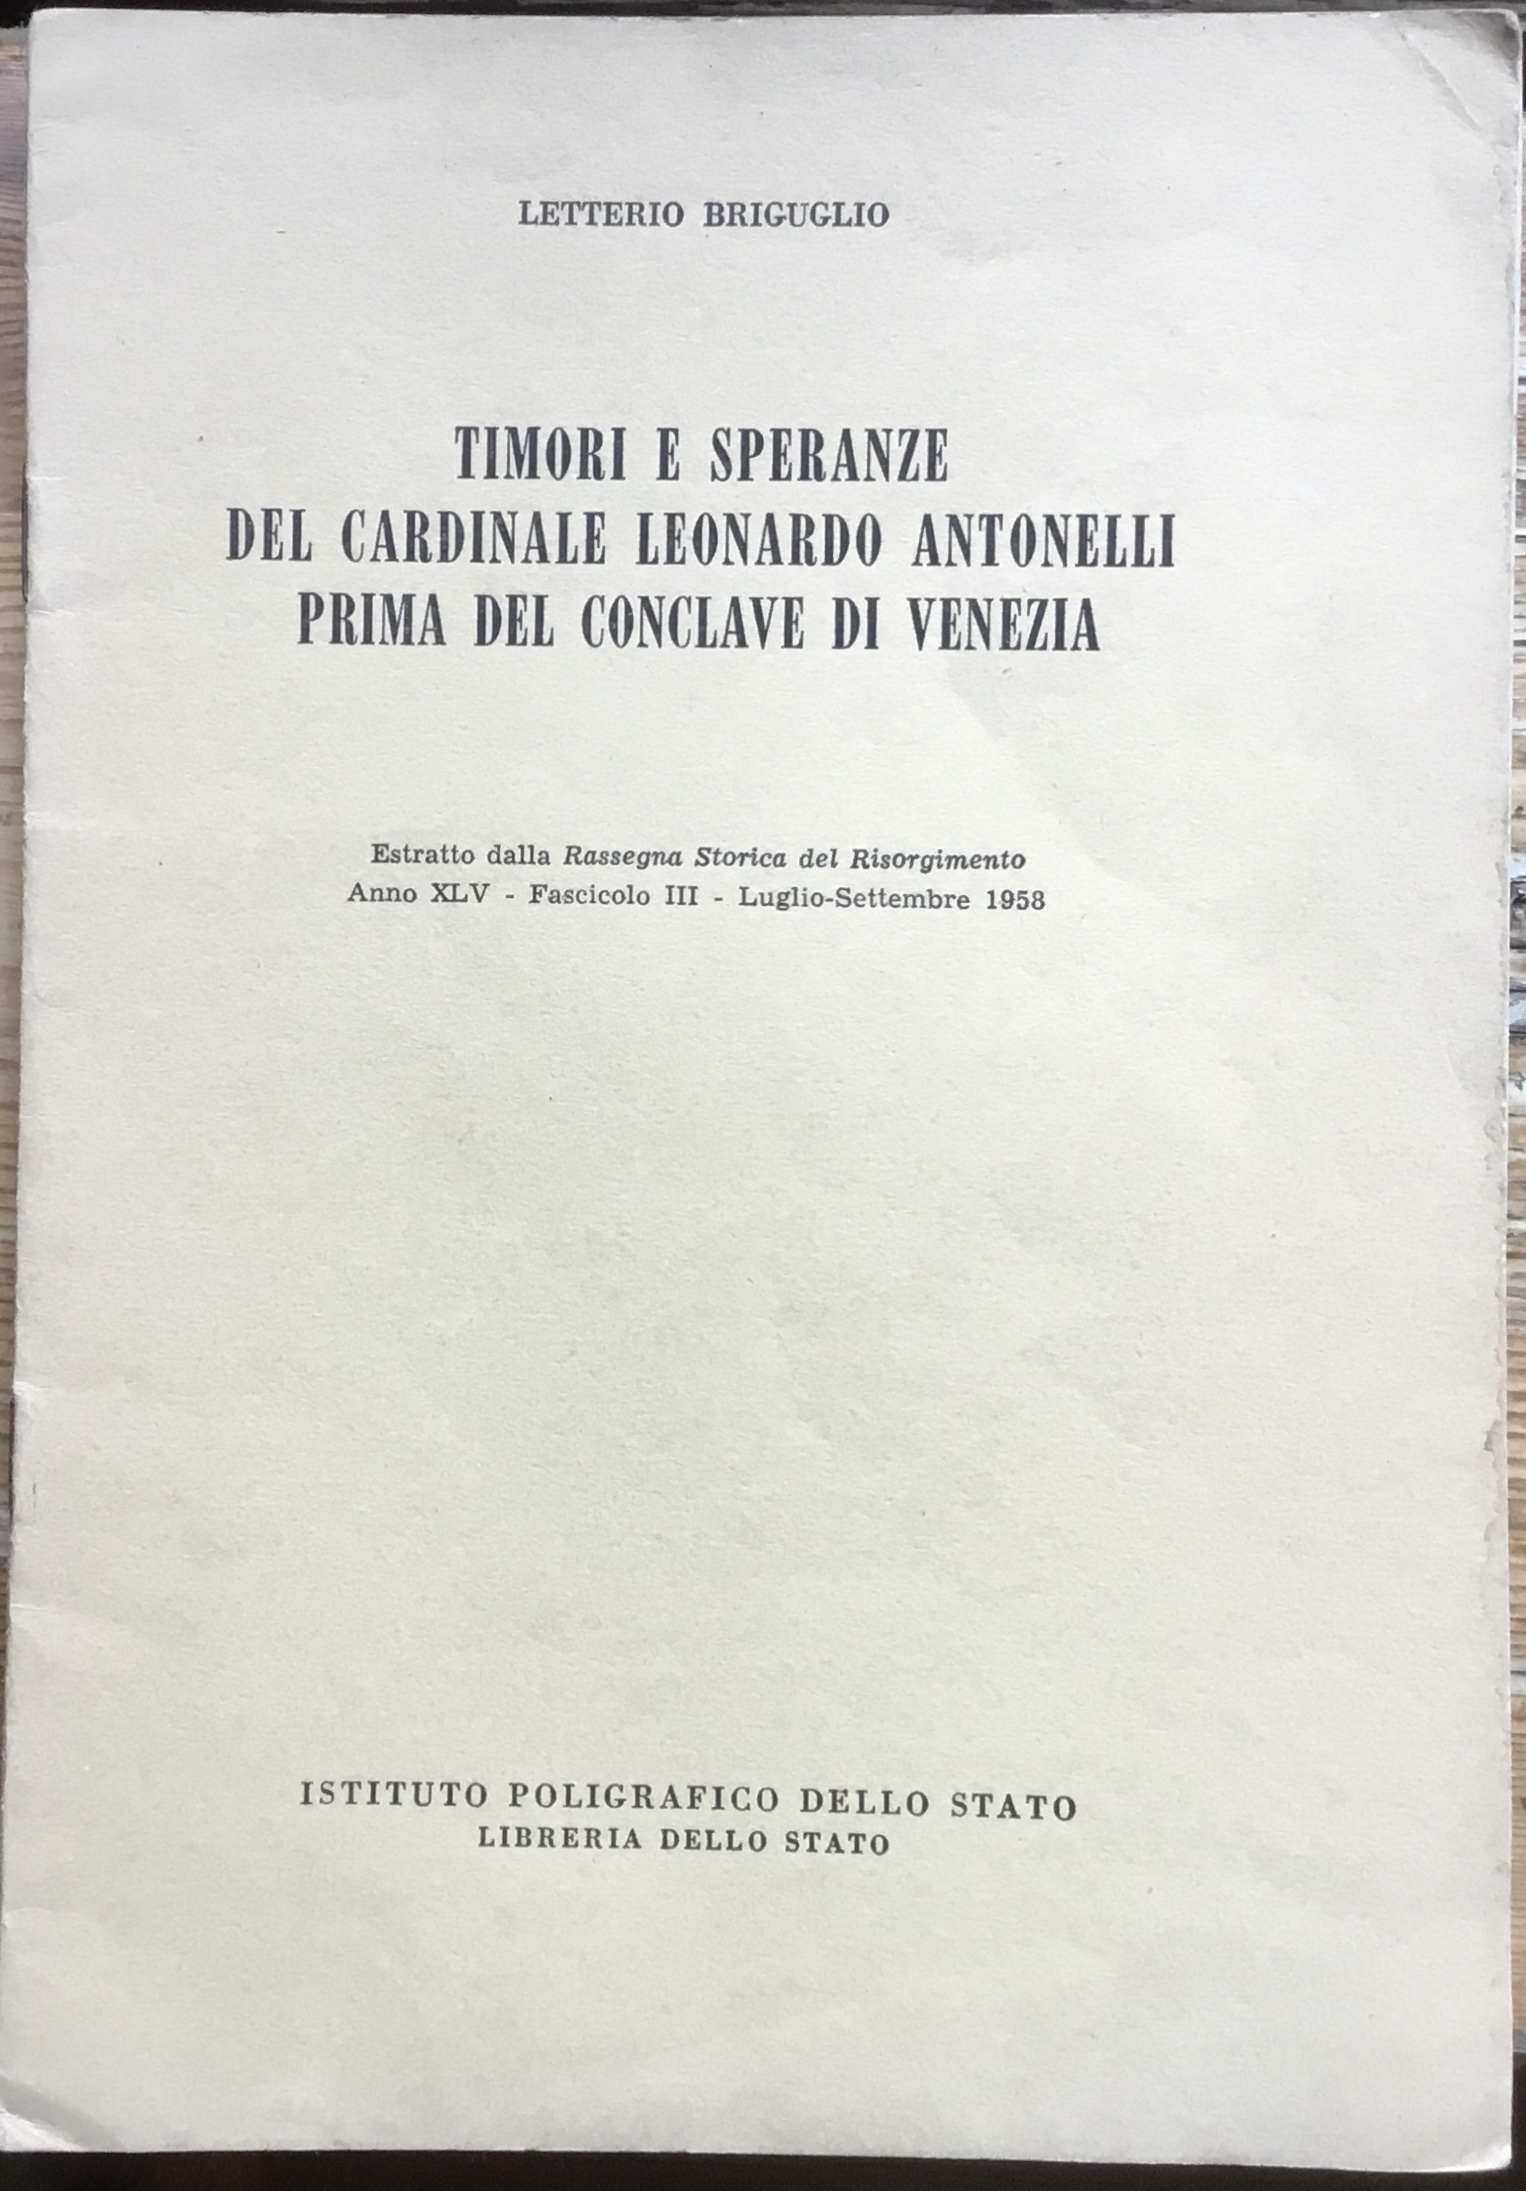 LETTERIO BRIGUGLIO
TIMORI E SPERANZE
DEL CARDINALE LEONARDO ANTONELLI
PRIMA DEL CONCLAVE DI VENEZIA
Estratto dalla Rassegna Storica del Risorgimento
Anno XLV - Fascicolo III - Luglio-Settembre 1958
ISTITUTO POLIGRAFICO DELLO STATO
LIBRERIA DELLO STATO